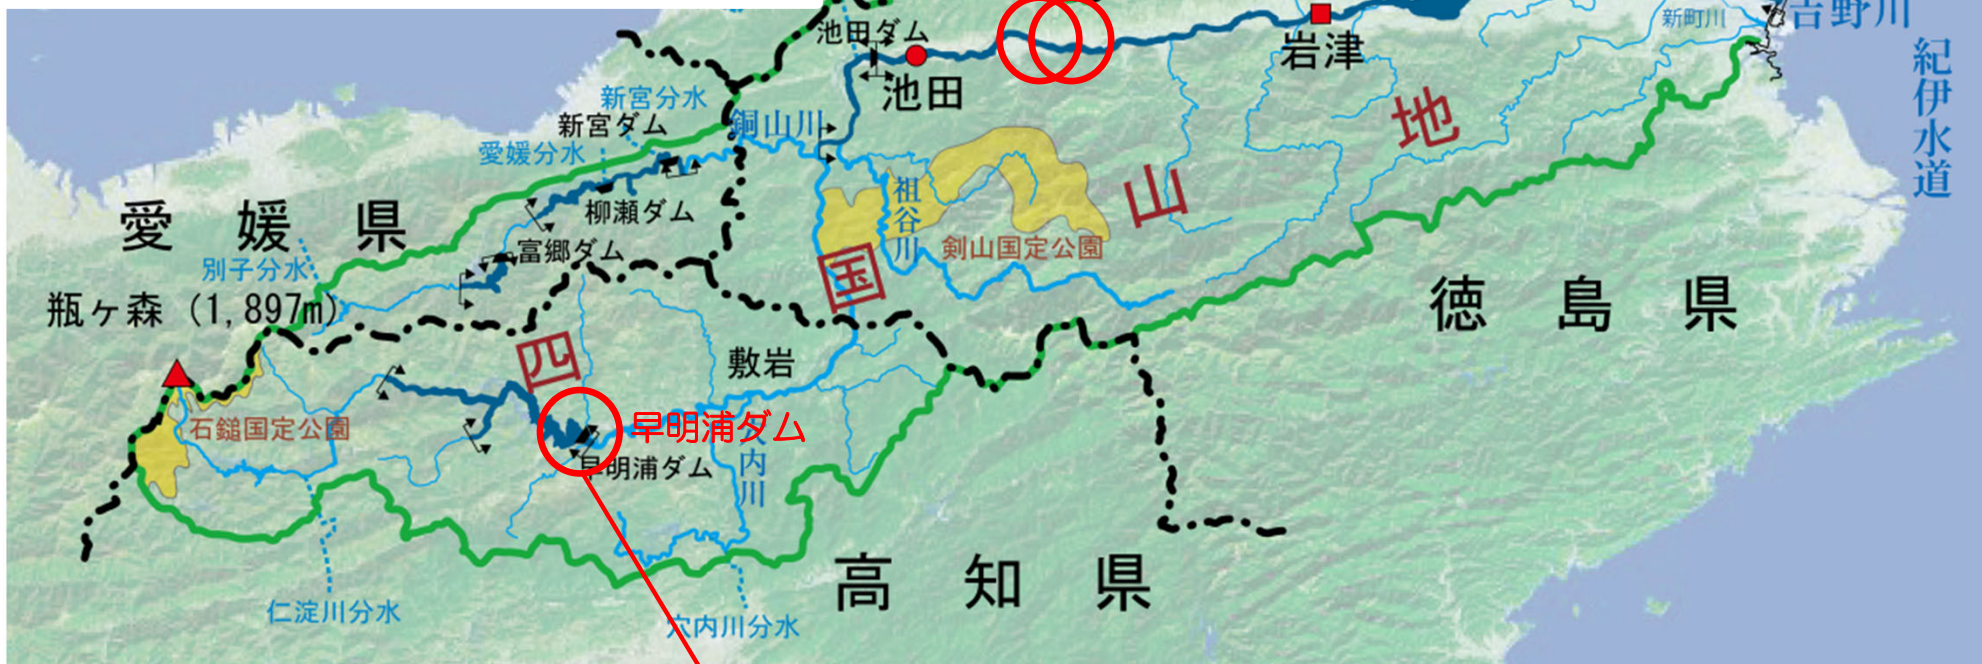 池田ダム
池田
岩津
新町川
吉野川
紀伊水道
新宮分水
新宮ダム
愛媛分水
銅山川
柳瀬ダム
富郷ダム
別子分水
愛媛県
瓶ヶ森 (1,897m)
祖谷川
剣山国定公園
四国山地
徳島県
敷岩
石鎚国定公園
早明浦ダム
早明浦ダム
穴内川
仁淀川分水
穴内川分水
高知県